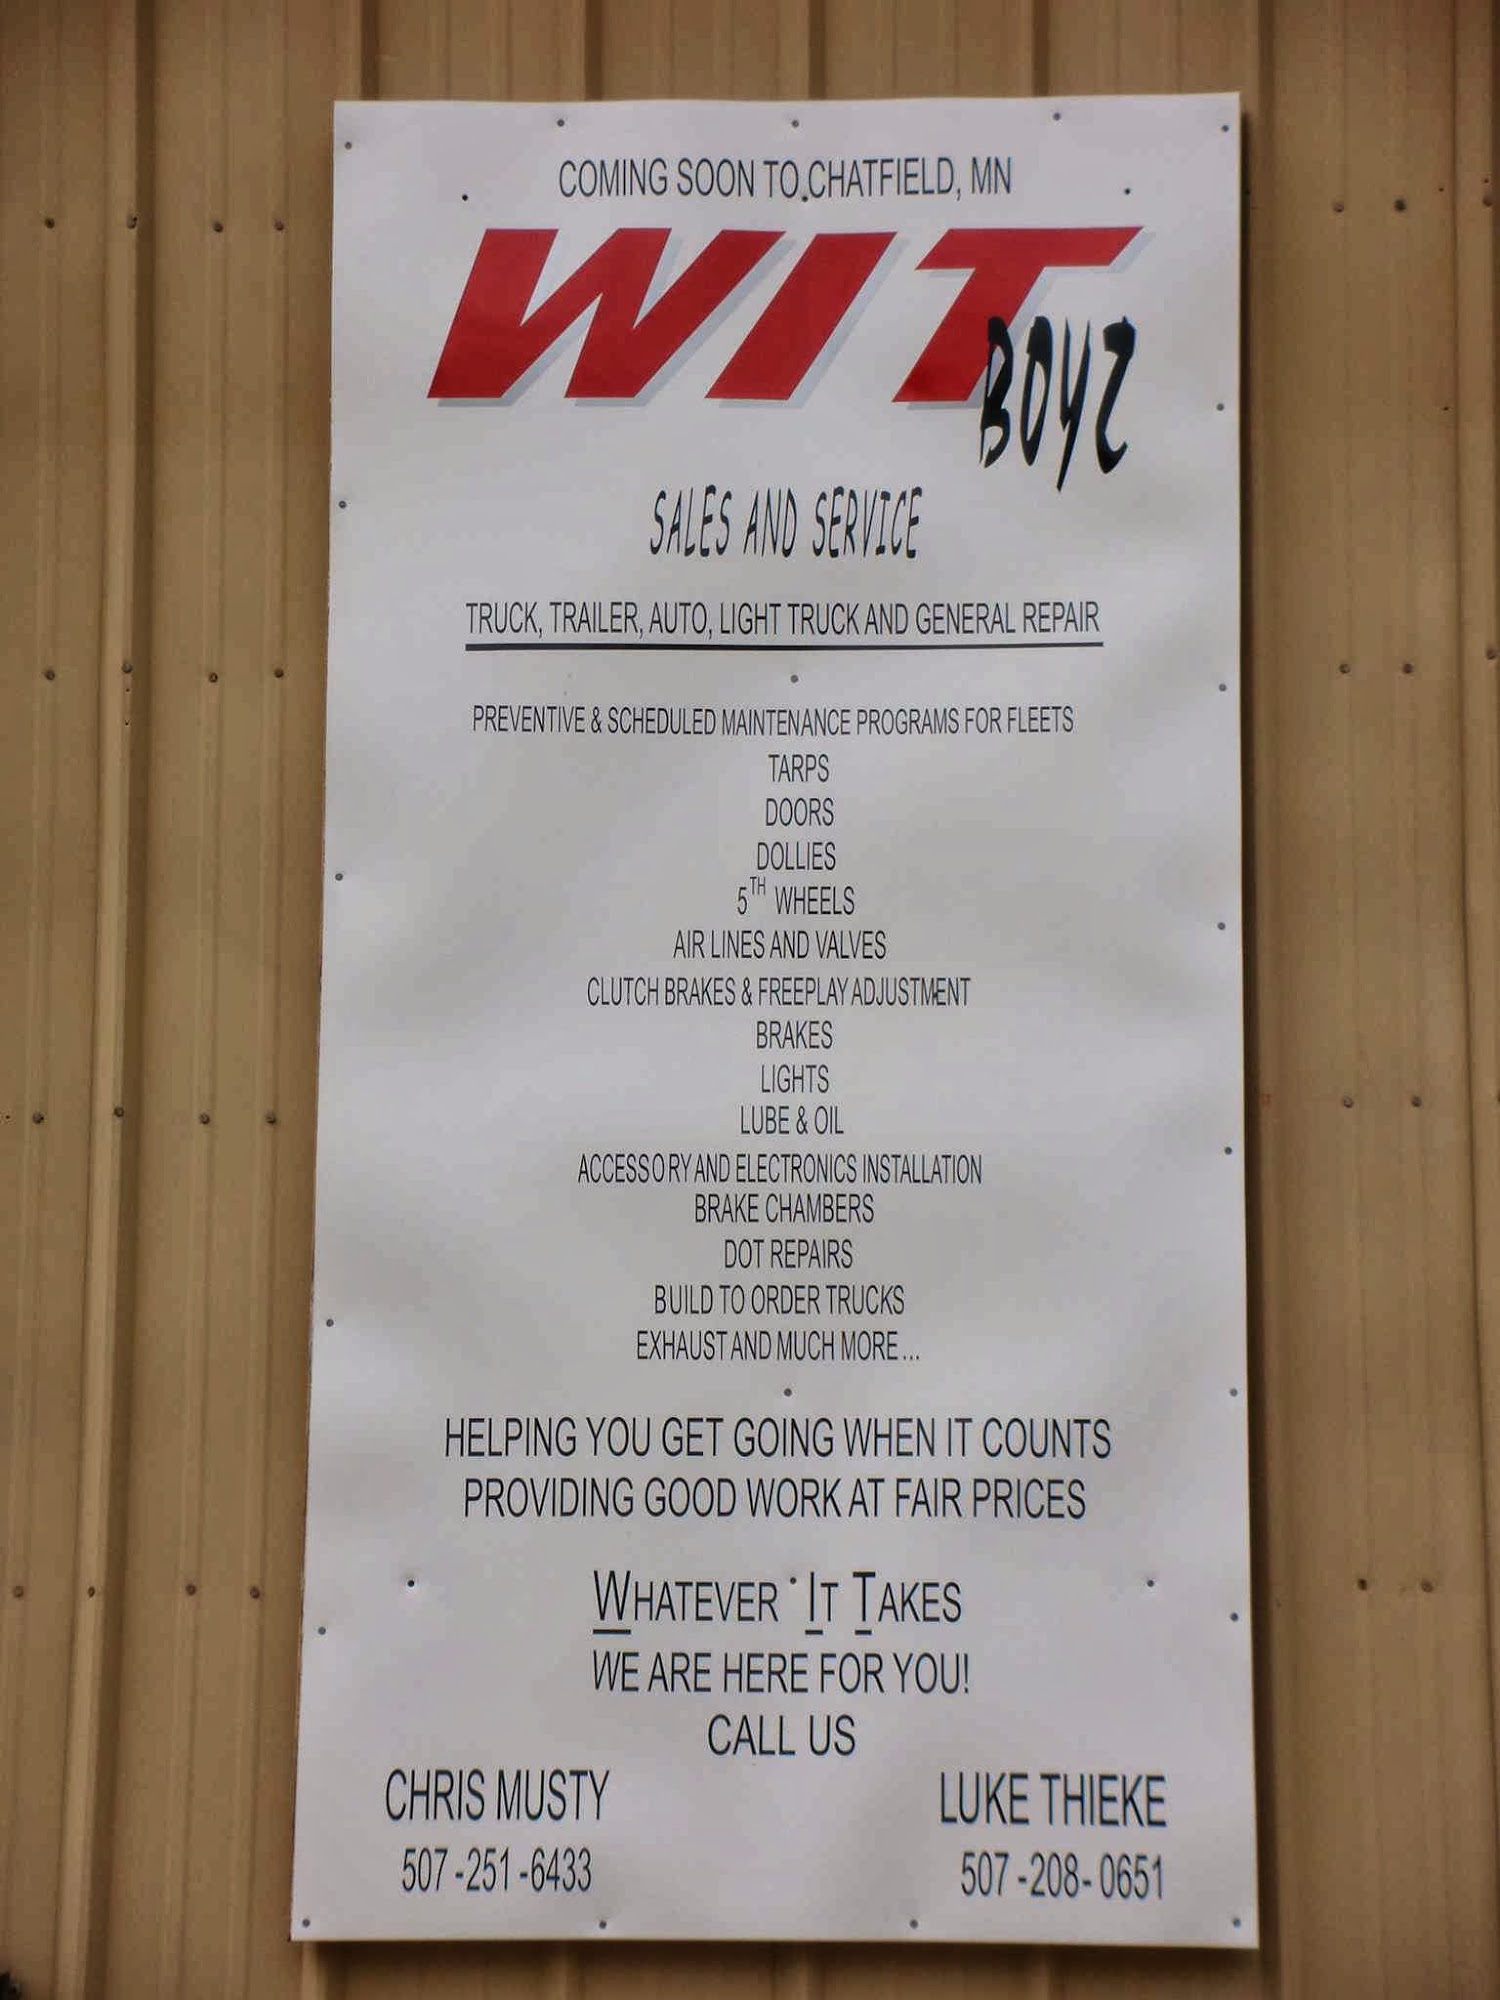 COMING SOON TO CHATFIELD, MN
WIT
BOYZ
SALES AND SERVICE
TRUCK, TRAILER, AUTO, LIGHT TRUCK AND GENERAL REPAIR
PREVENTIVE & SCHEDULED MAINTENANCE PROGRAMS FOR FLEETS
TARPS
DOORS
DOLLIES
5TH WHEELS
AIR LINES AND VALVES
CLUTCH BRAKES & FREEPLAY ADJUSTMENT
BRAKES
LIGHTS
LUBE & OIL
ACCESSORY AND ELECTRONICS INSTALLATION
BRAKE CHAMBERS
DOT REPAIRS
BUILD TO ORDER TRUCKS
EXHAUST AND MUCH MORE...
HELPING YOU GET GOING WHEN IT COUNTS
PROVIDING GOOD WORK AT FAIR PRICES
WHATEVER IT TAKES
WE ARE HERE FOR YOU!
CALL US
CHRIS MUSTY LUKE THIEKE
507-251-6433 507-208-0651